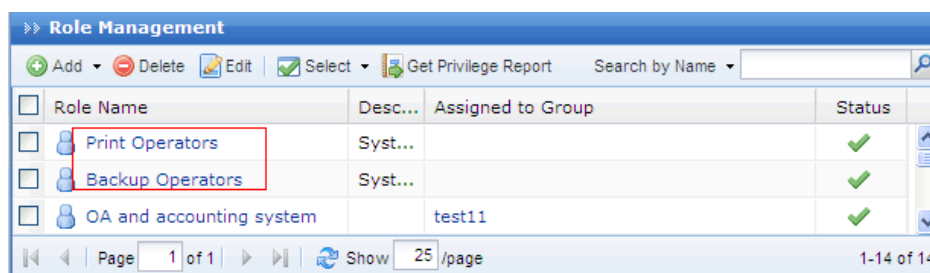 Role Management
Add Delete Edit Select Get Privilege Report Search by Name
Role Name Desc... Assigned to Group Status
Print Operators Syst...
Backup Operators Syst...
OA and accounting system test11
Page 1 of 1 Show 25 /page 1-14 of 14